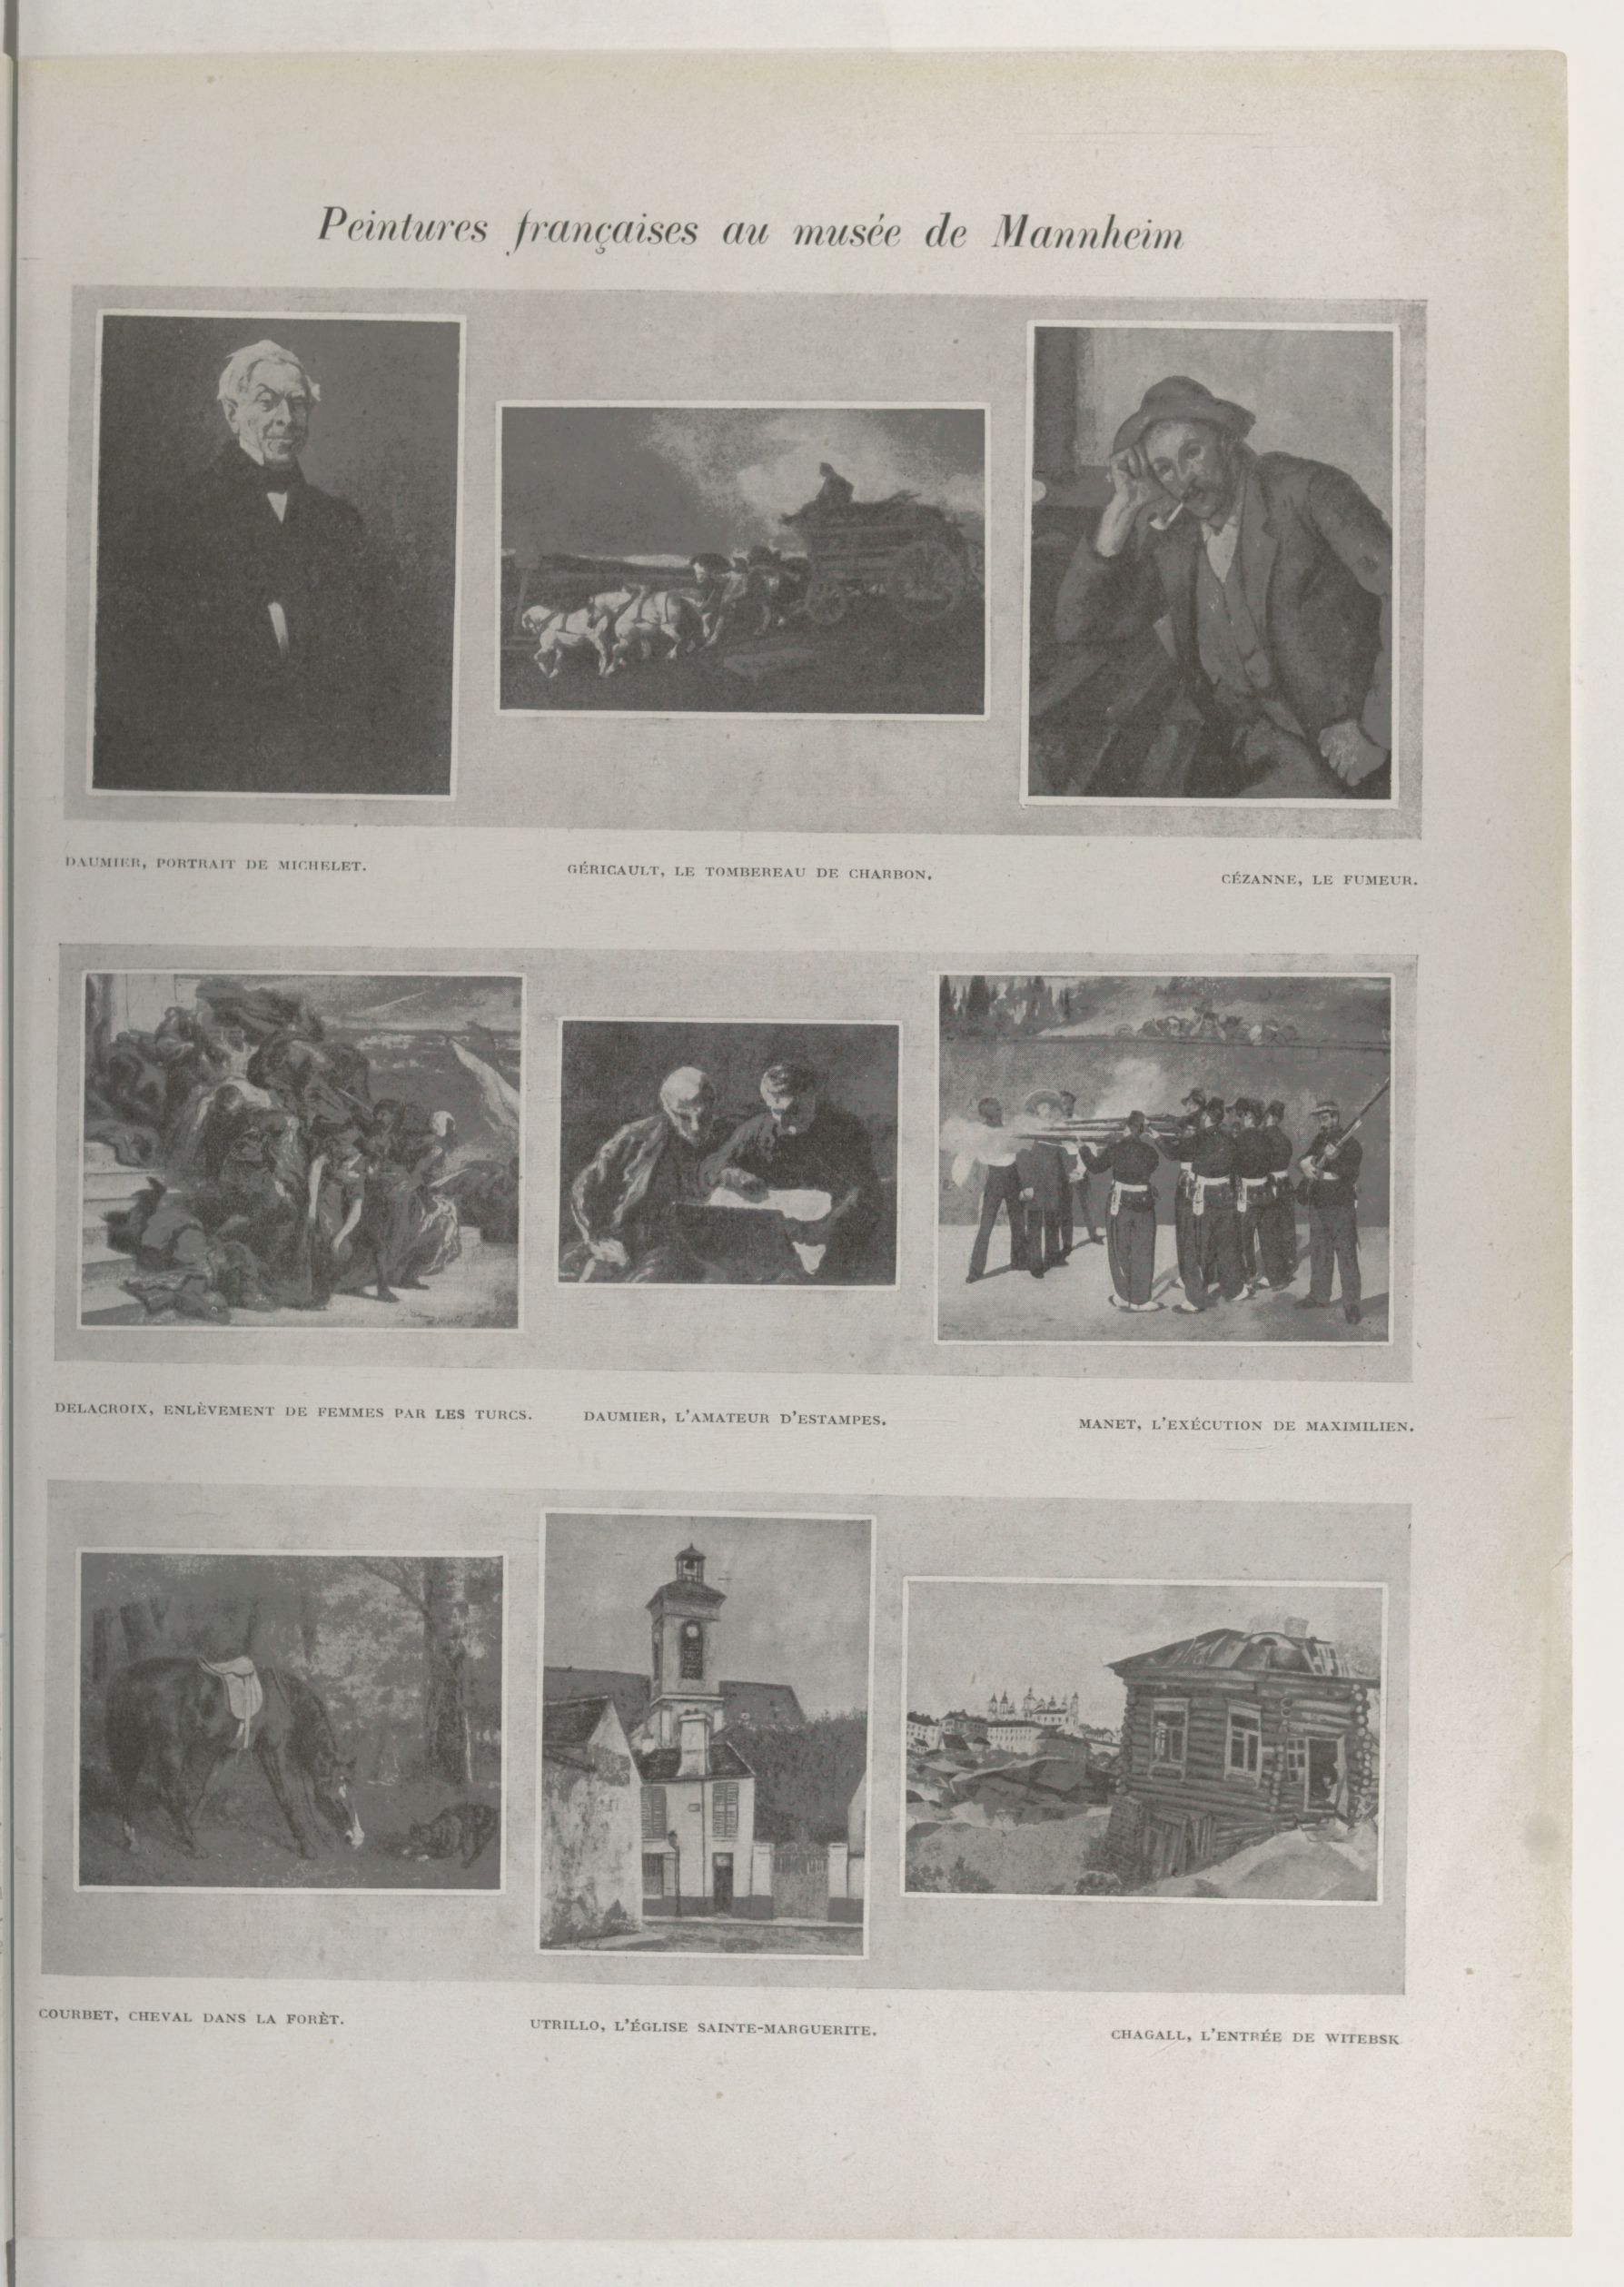 Peintures françaises au musée de Mannheim
DAUMIER, PORTRAIT DE MICHELET.
GÉRICAULT, LE TOMBEREAU DE CHARBON.
CÉZANNE, LE FUMEUR.
DELACROIX, ENLÈVEMENT DE FEMMES PAR LES TURCS.
DAUMIER, L'AMATEUR D'ESTAMPES.
MANET, L'EXÉCUTION DE MAXIMILIEN.
COURBET, CHEVAL DANS LA FORÈT.
UTRILLO, L'ÉGLISE SAINTE-MARGUERITE.
CHAGALL, L'ENTRÉE DE WITEBSK